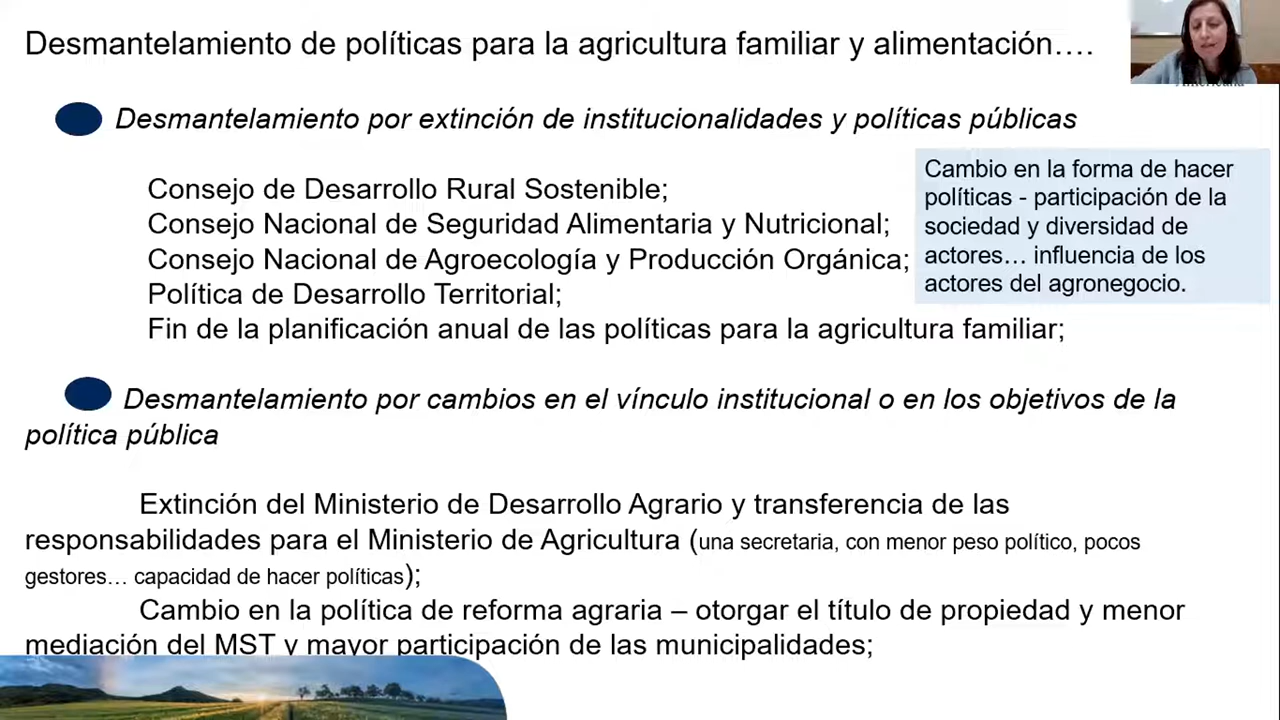 Desmantelamiento de políticas para la agricultura familiar y alimentación….
Desmantelamiento por extinción de institucionalidades y políticas públicas
Consejo de Desarrollo Rural Sostenible;
Consejo Nacional de Seguridad Alimentaria y Nutricional;
Consejo Nacional de Agroecología y Producción Orgánica;
Política de Desarrollo Territorial;
Fin de la planificación anual de las políticas para la agricultura familiar;
Cambio en la forma de hacer
políticas - participación de la
sociedad y diversidad de
actores… influencia de los
actores del agronegocio.
Desmantelamiento por cambios en el vínculo institucional o en los objetivos de la
política pública
Extinción del Ministerio de Desarrollo Agrario y transferencia de las
responsabilidades para el Ministerio de Agricultura (una secretaria, con menor peso político, pocos
gestores… capacidad de hacer políticas);
Cambio en la política de reforma agraria – otorgar el título de propiedad y menor
mediación del MST y mayor participación de las municipalidades;